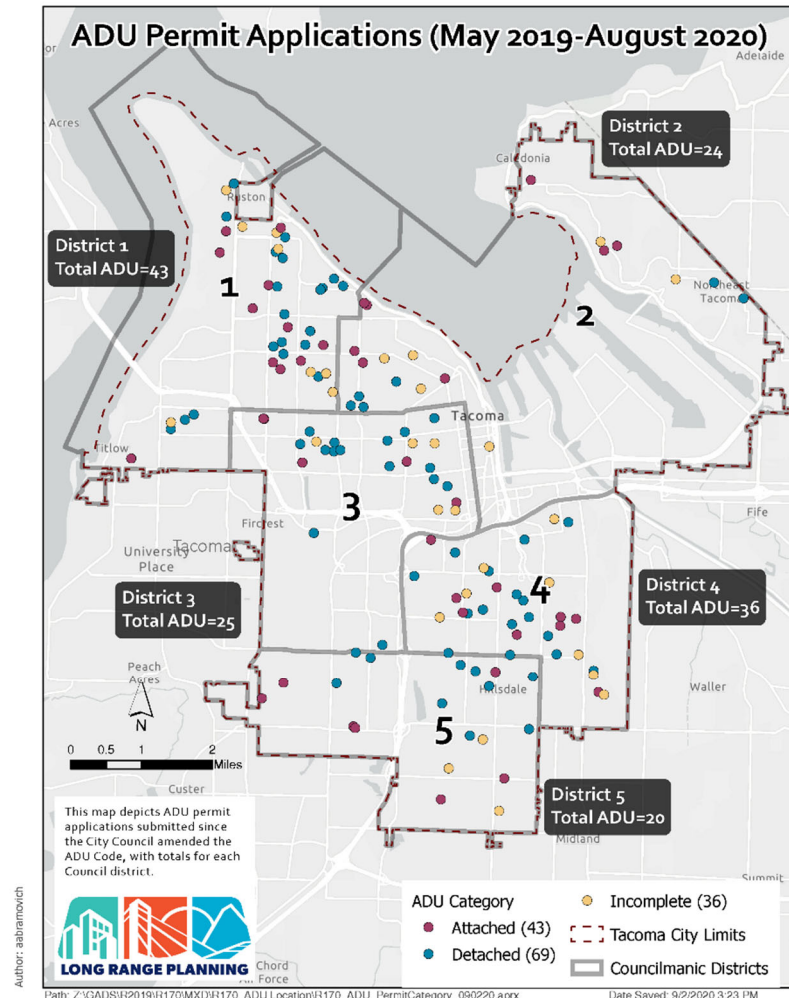 ADU Permit Applications (May 2019-August 2020)
Adelaide
Acres
District 2
Total ADU=24
Caledonia
Ruston
District 1
Total ADU=43
1
2
Northeast
Tacoma
Tacoma
Titlow
3
Fircrest
Fife
University
Place
Tacoma
4
District 3
Total ADU=25
District 4
Total ADU=36
Peach
Acres
Waller
Hillsdale
N
5
0 0.5 1 2
Miles
Custer
District 5
Total ADU=20
Midland
This map depicts ADU permit
applications submitted since
the City Council amended the
ADU Code, with totals for each
Council district.
Summit
ADU Category
Attached (43)
Detached (69)
Incomplete (36)
Tacoma City Limits
Councilmanic Districts
LONG RANGE PLANNING
Chord
Air Force
Author: aabramovich
Date Saved: 9/2/2020 3:23 PM